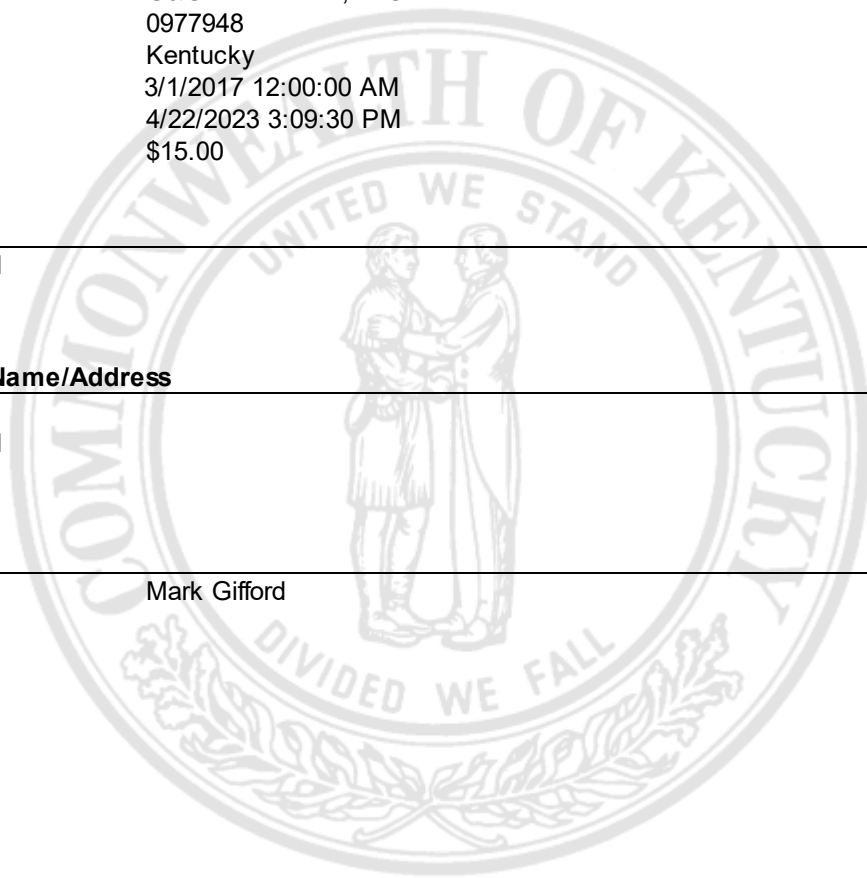 0977948
Kentucky
3/1/2017 12:00:00 AM
4/22/2023 3:09:30 PM
$15.00
Name/Address
Mark Gifford
COMMONWEALTH OF KENTUCKY
UNITED WE STAND
DIVIDED WE FALL